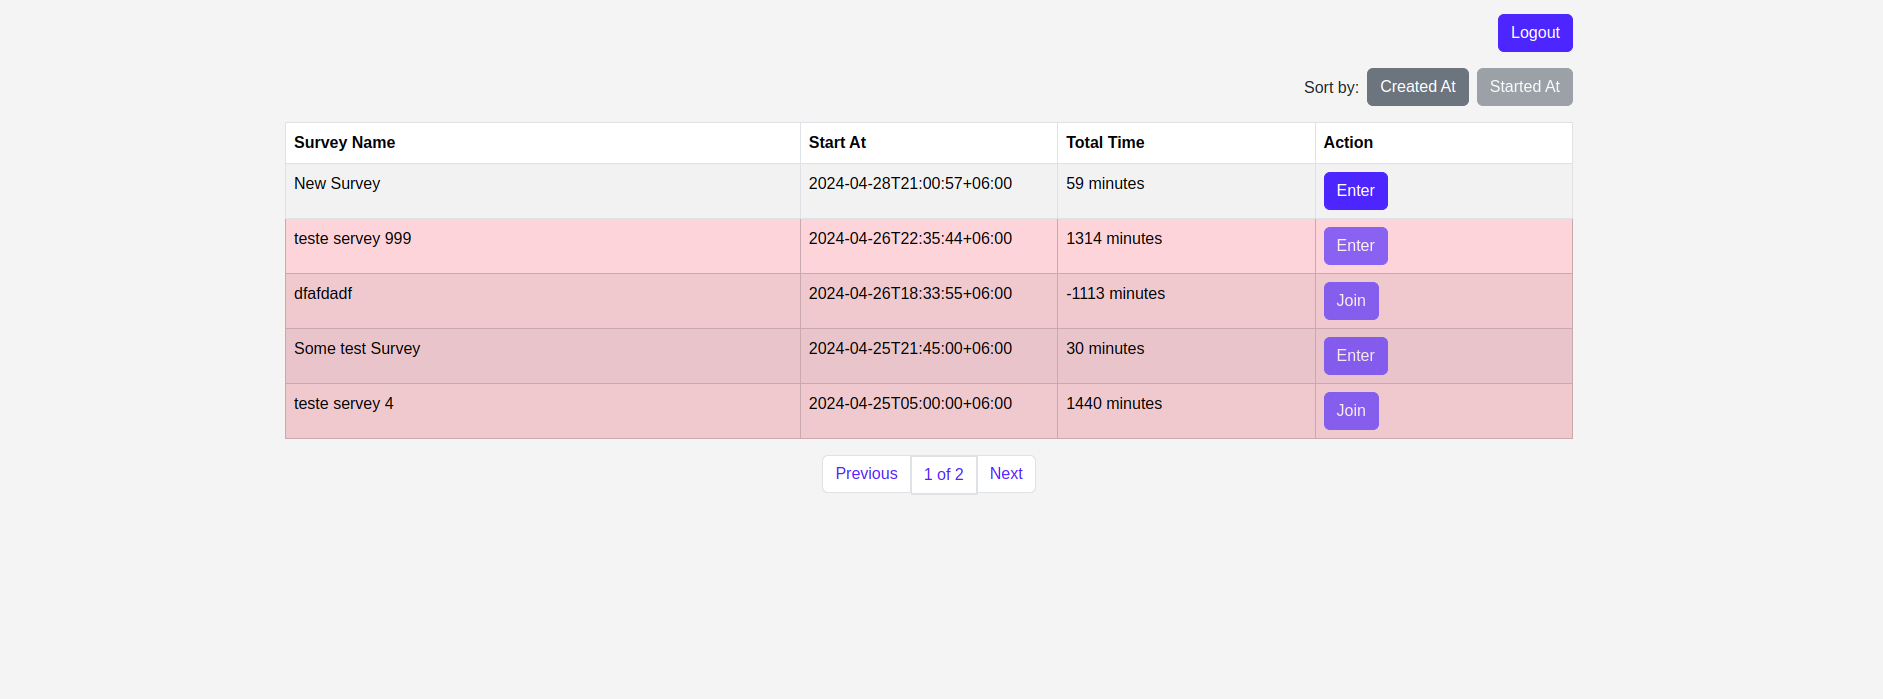 Logout
Sort by: Created At Started At
Survey Name Start At Total Time Action
New Survey 2024-04-28T21:00:57+06:00 59 minutes Enter
teste servey 999 2024-04-26T22:35:44+06:00 1314 minutes Enter
dfafdadf 2024-04-26T18:33:55+06:00 -1113 minutes Join
Some test Survey 2024-04-25T21:45:00+06:00 30 minutes Enter
teste servey 4 2024-04-25T05:00:00+06:00 1440 minutes Join
Previous 1 of 2 Next